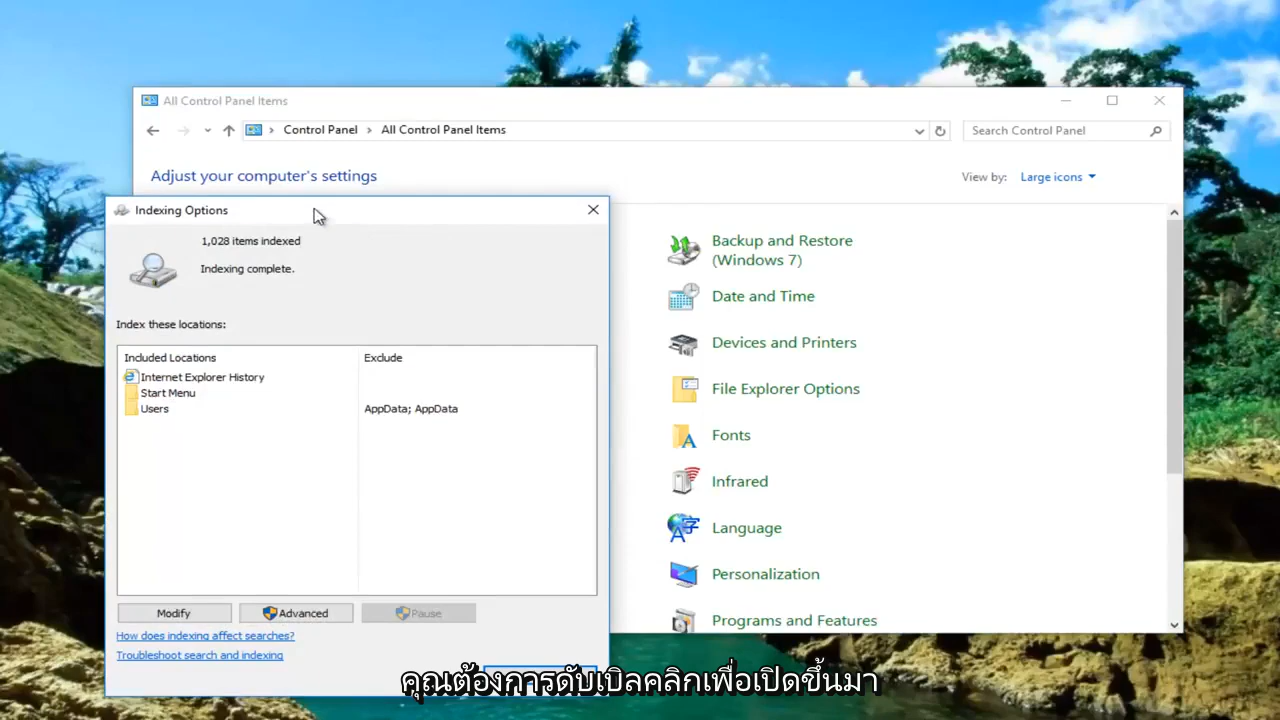 All Control Panel Items
Control Panel > All Control Panel Items
Search Control Panel
Adjust your computer's settings
View by: Large icons
Indexing Options
1,028 items indexed
Indexing complete.
Index these locations:
Included Locations Exclude
Internet Explorer History
Start Menu
Users AppData; AppData
Modify Advanced Pause
How does indexing affect searches?
Troubleshoot search and indexing
Backup and Restore
(Windows 7)
Date and Time
Devices and Printers
File Explorer Options
Fonts
Infrared
Language
Personalization
Programs and Features
คุณต้องการดับเบิลคลิกเพื่อเปิดขึ้นมา